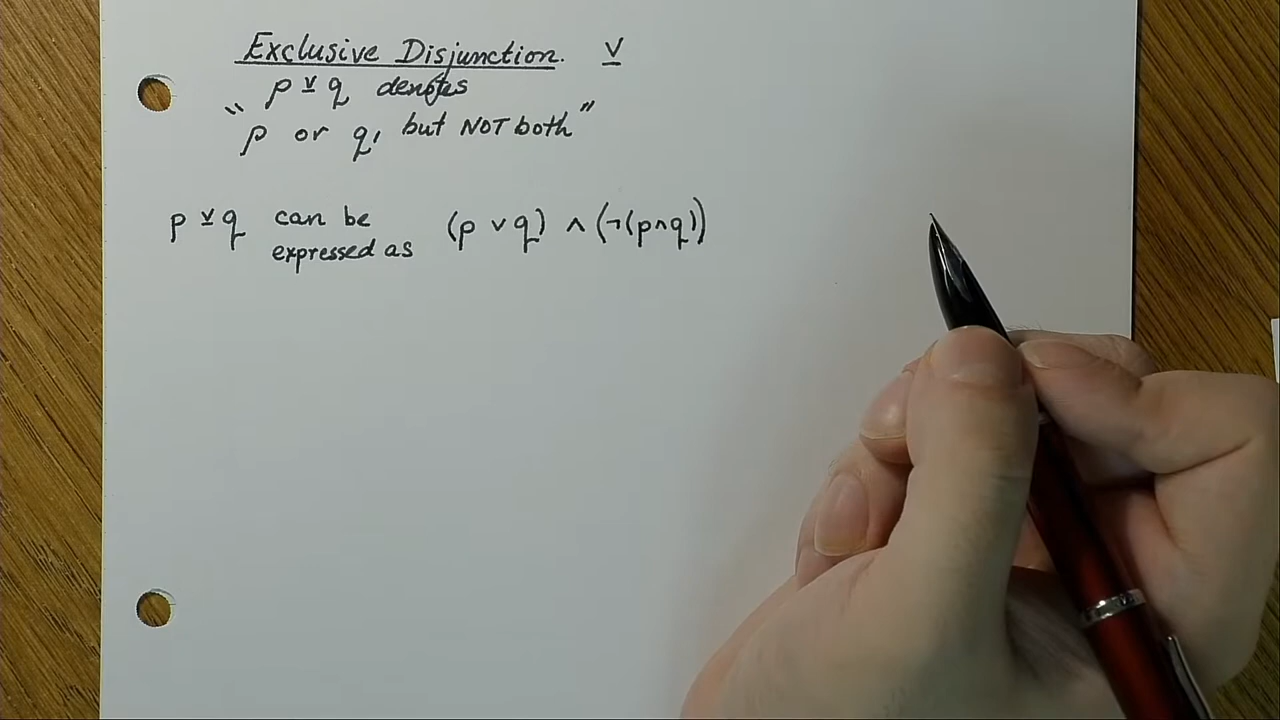 Exclusive Disjunction. ⊻
p ⊻ q denotes
"p or q, but NOT both"
p ⊻ q can be (p ∨ q) ∧ (¬(p∧q))
expressed as